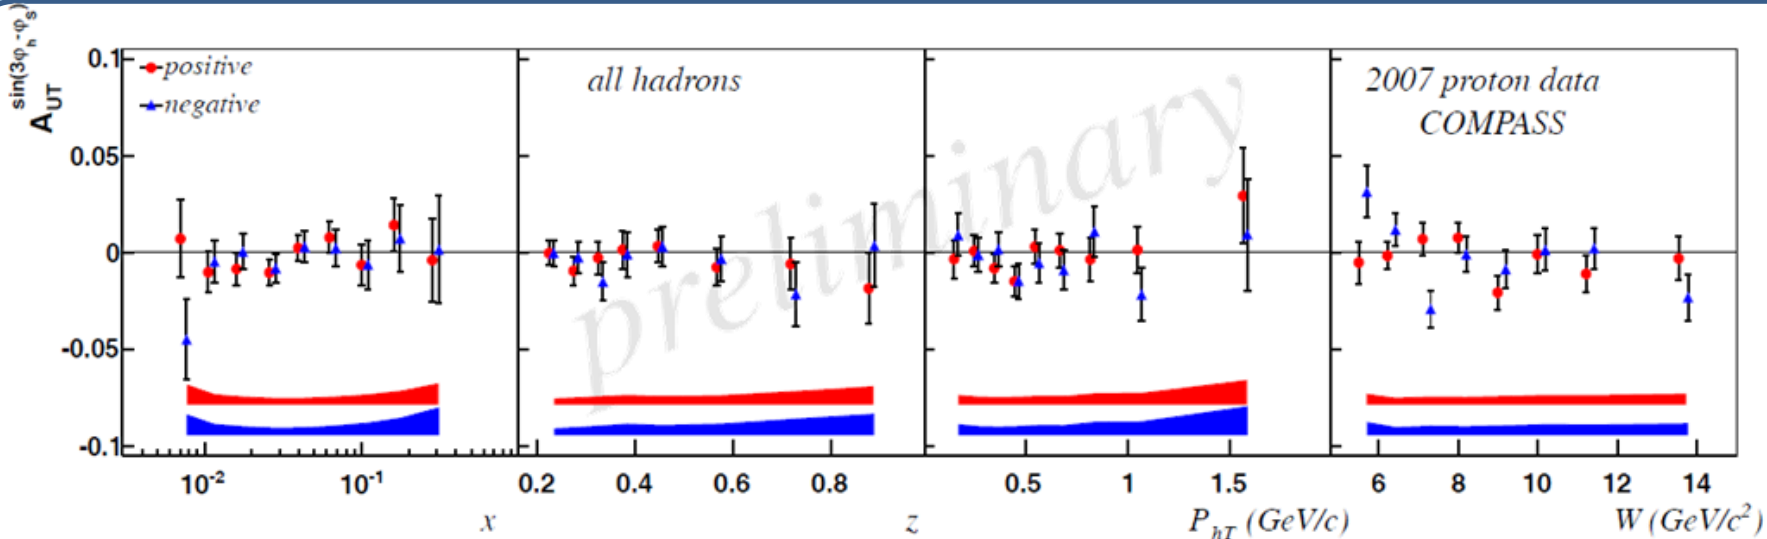 A_UT^sin(3φ_h-φ_s)
positive
negative
all hadrons
2007 proton data
COMPASS
preliminary
0.1
0.05
0
-0.05
-0.1
10^-2 10^-1
0.2 0.4 0.6 0.8
0.5 1 1.5
6 8 10 12 14
x
z
P_hT (GeV/c)
W (GeV/c^2)